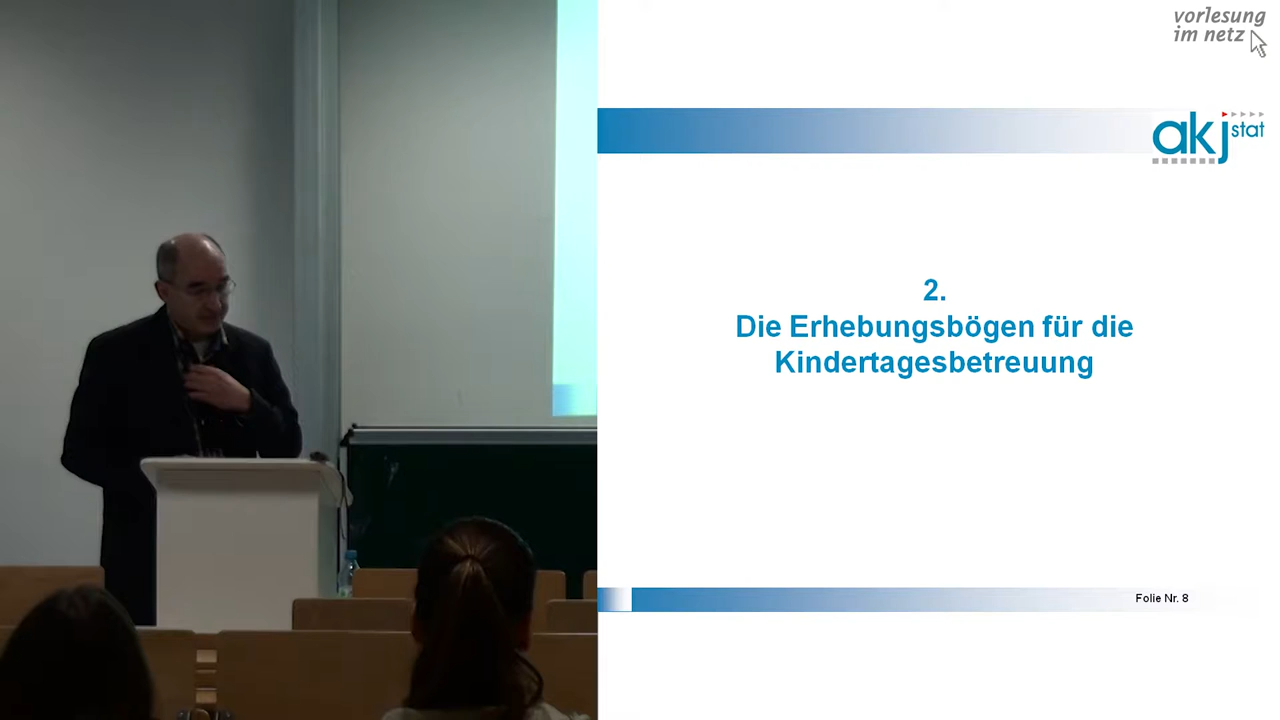 vorlesung
im netz
akj stat
2.
Die Erhebungsbögen für die
Kindertagesbetreuung
Folie Nr. 8